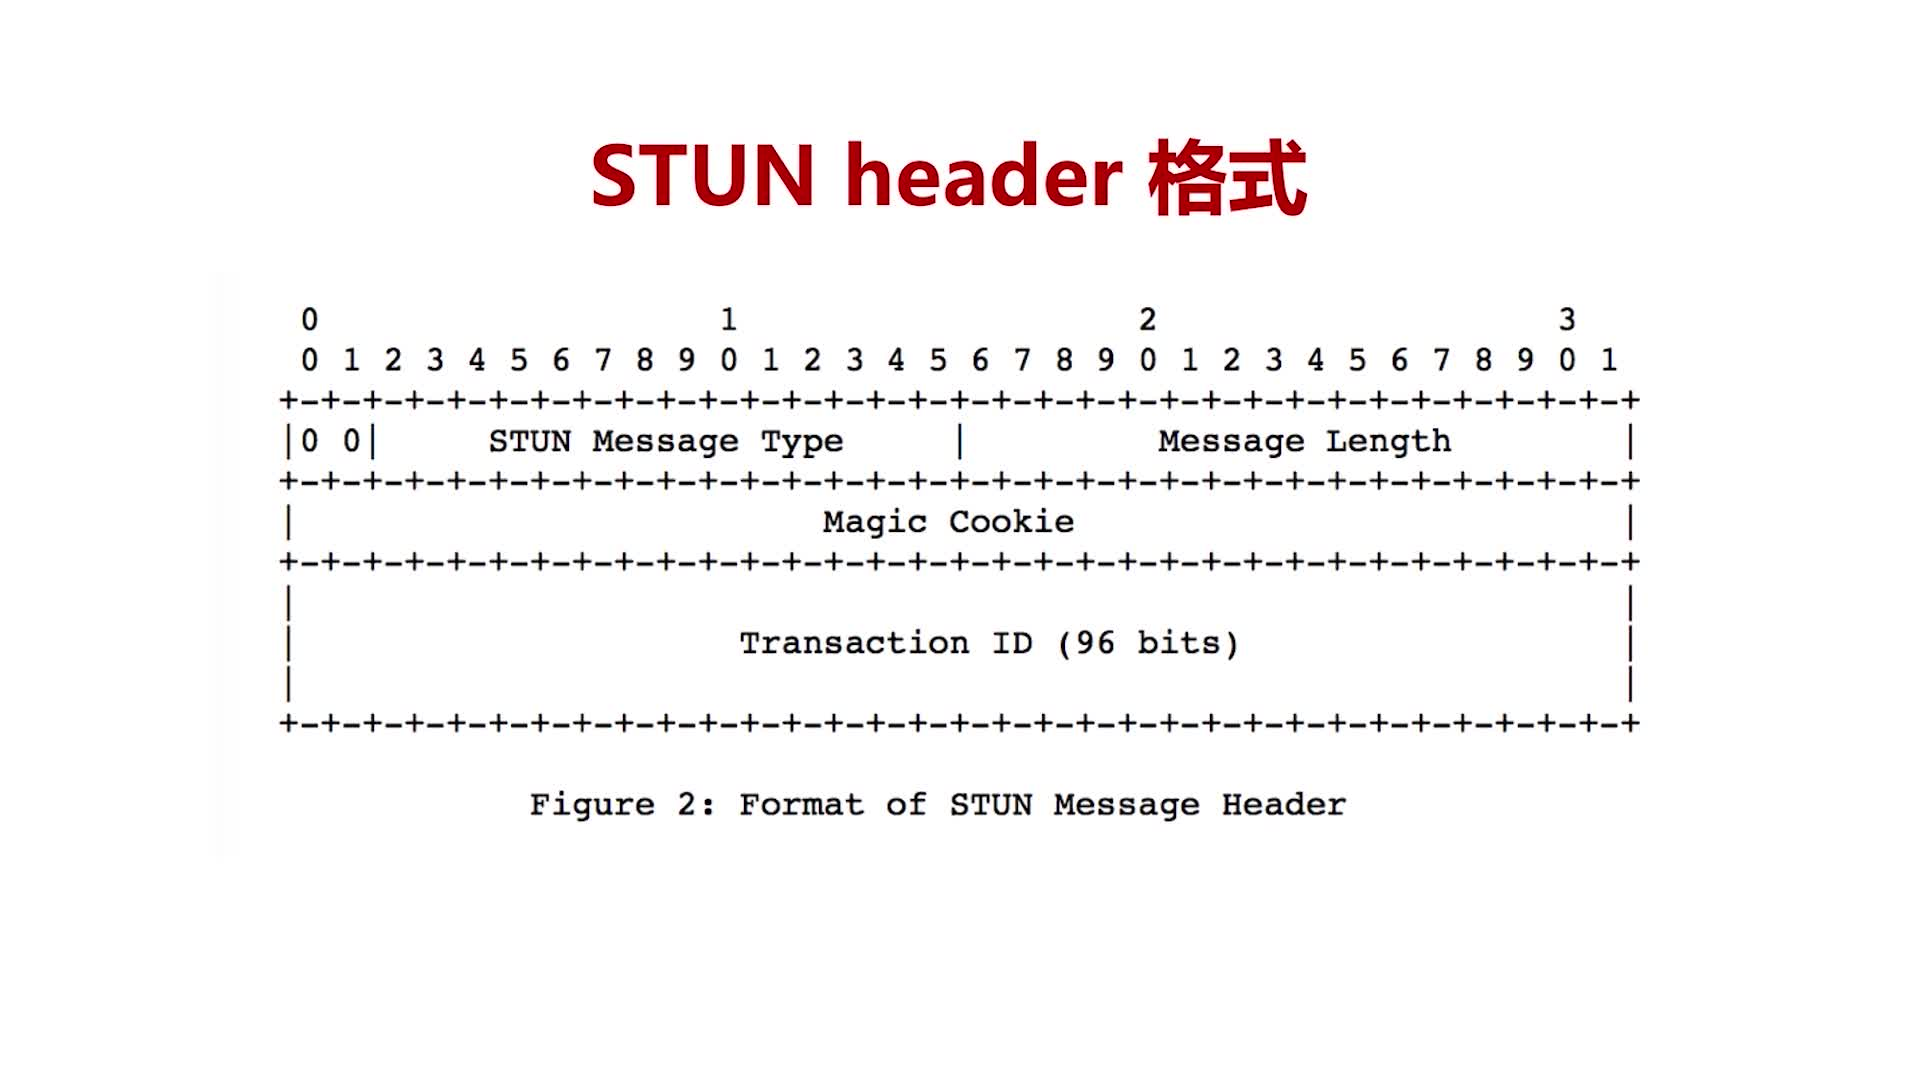 STUN header 格式
0                   1                   2                   3
0 1 2 3 4 5 6 7 8 9 0 1 2 3 4 5 6 7 8 9 0 1 2 3 4 5 6 7 8 9 0 1
+-+-+-+-+-+-+-+-+-+-+-+-+-+-+-+-+-+-+-+-+-+-+-+-+-+-+-+-+-+-+-+-+
|0 0|     STUN Message Type     |         Message Length        |
+-+-+-+-+-+-+-+-+-+-+-+-+-+-+-+-+-+-+-+-+-+-+-+-+-+-+-+-+-+-+-+-+
|                         Magic Cookie                          |
+-+-+-+-+-+-+-+-+-+-+-+-+-+-+-+-+-+-+-+-+-+-+-+-+-+-+-+-+-+-+-+-+
|                                                               |
|                     Transaction ID (96 bits)                  |
|                                                               |
+-+-+-+-+-+-+-+-+-+-+-+-+-+-+-+-+-+-+-+-+-+-+-+-+-+-+-+-+-+-+-+-+
Figure 2: Format of STUN Message Header